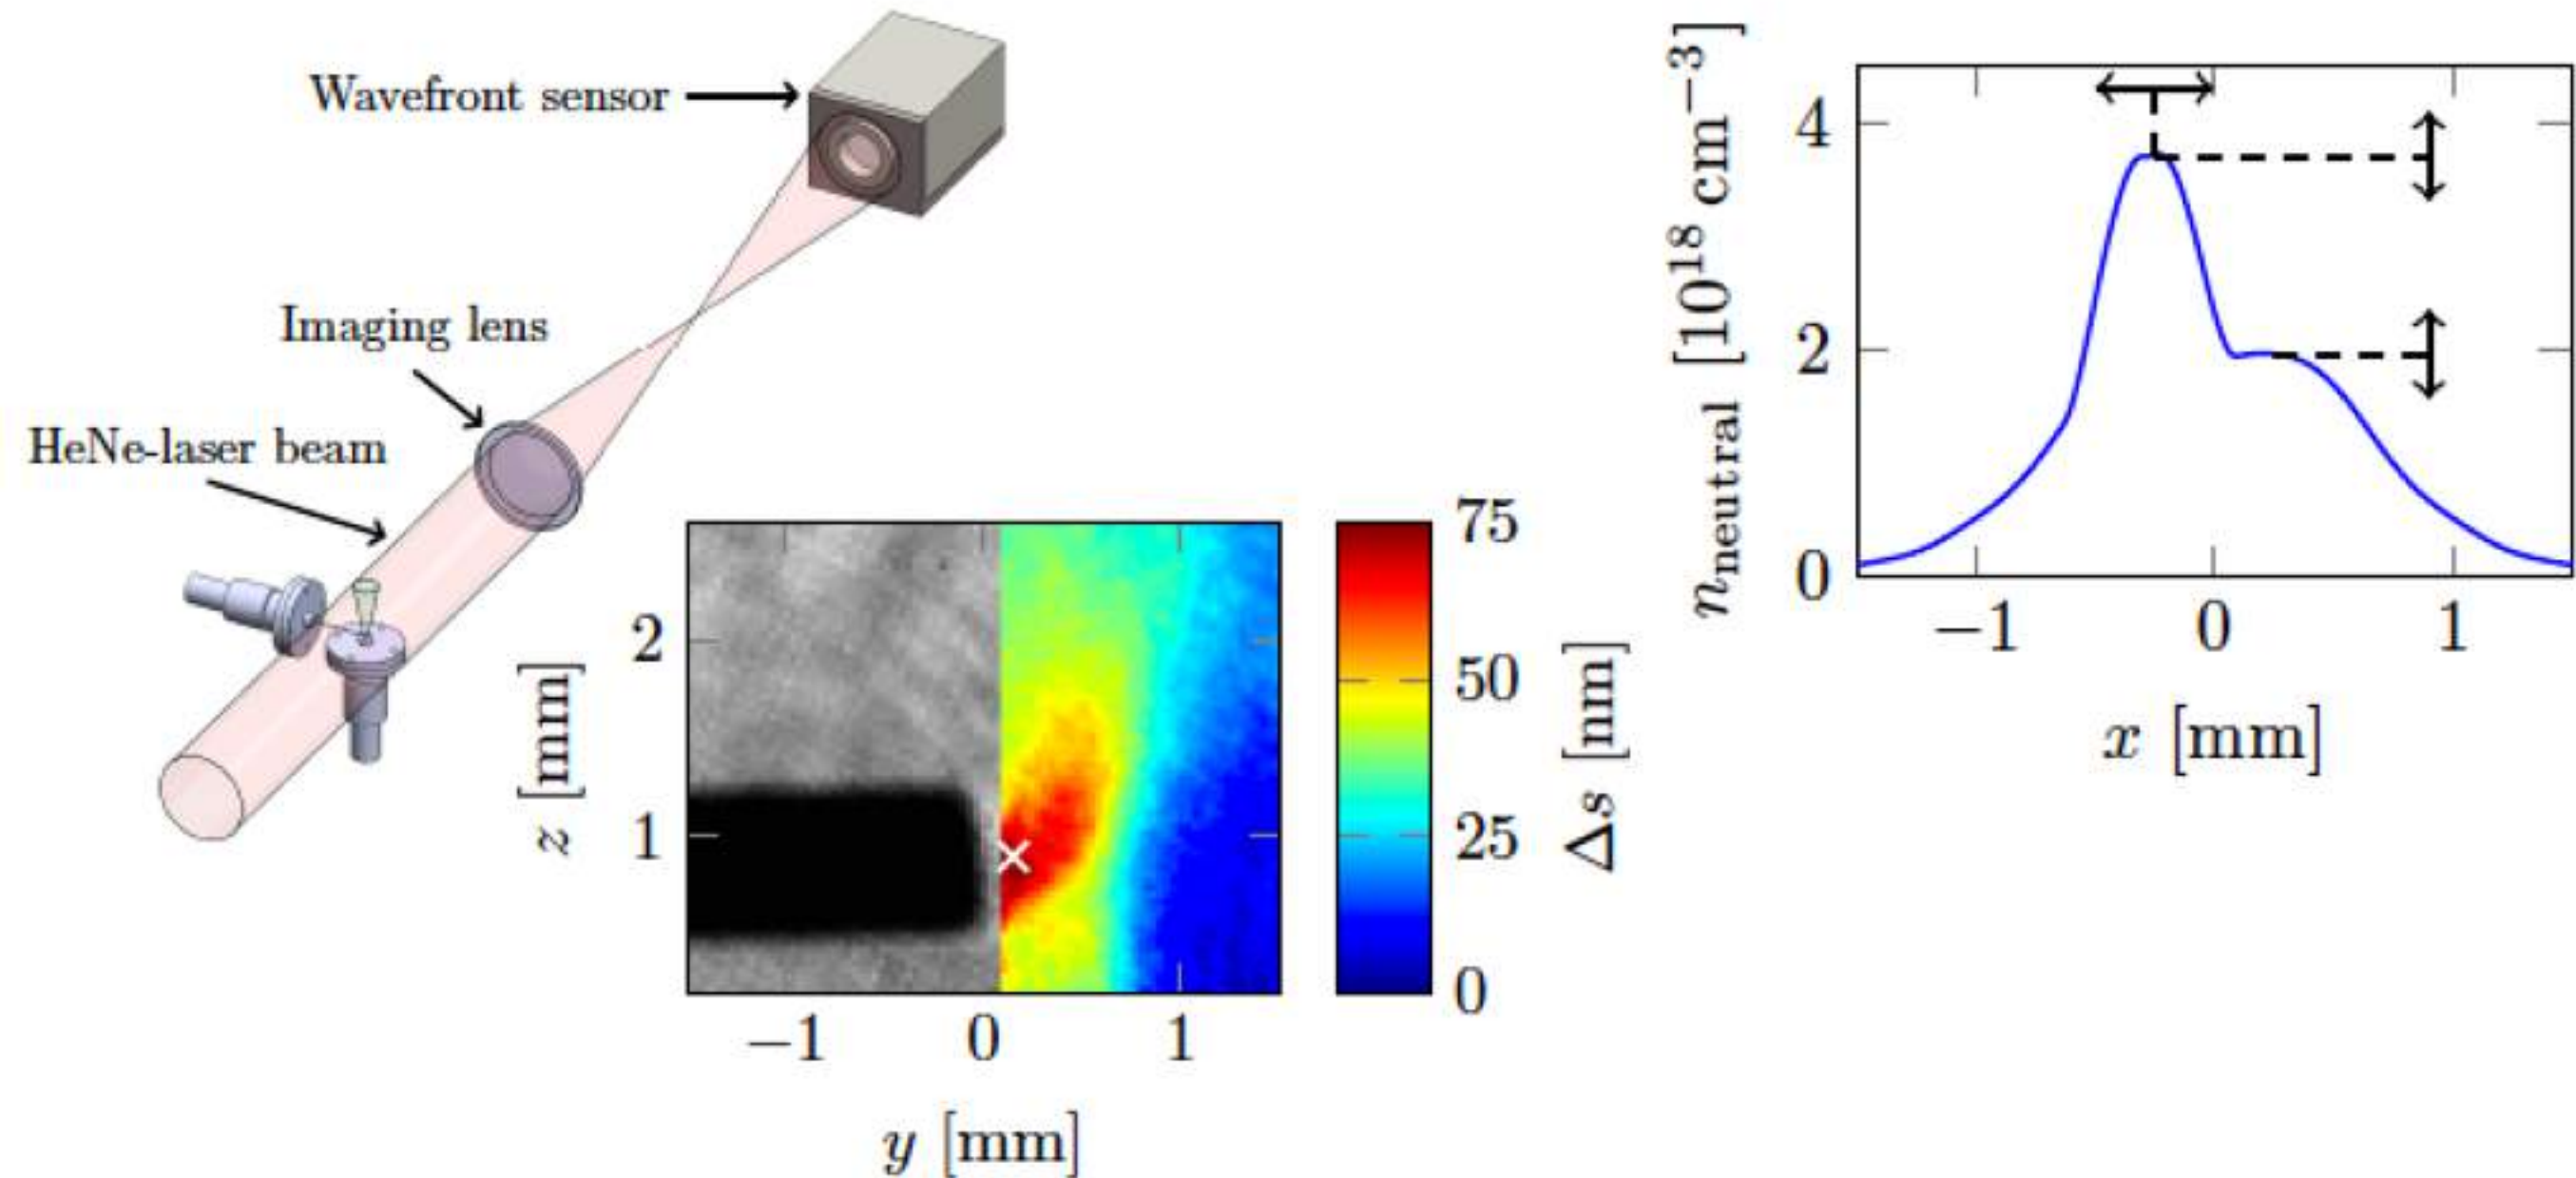 Wavefront sensor
Imaging lens
HeNe-laser beam
z [mm]
2
1
−1 0 1
y [mm]
75
50
25
0
Δs [nm]
n_neutral [10^18 cm^−3]
4
2
0
−1 0 1
x [mm]